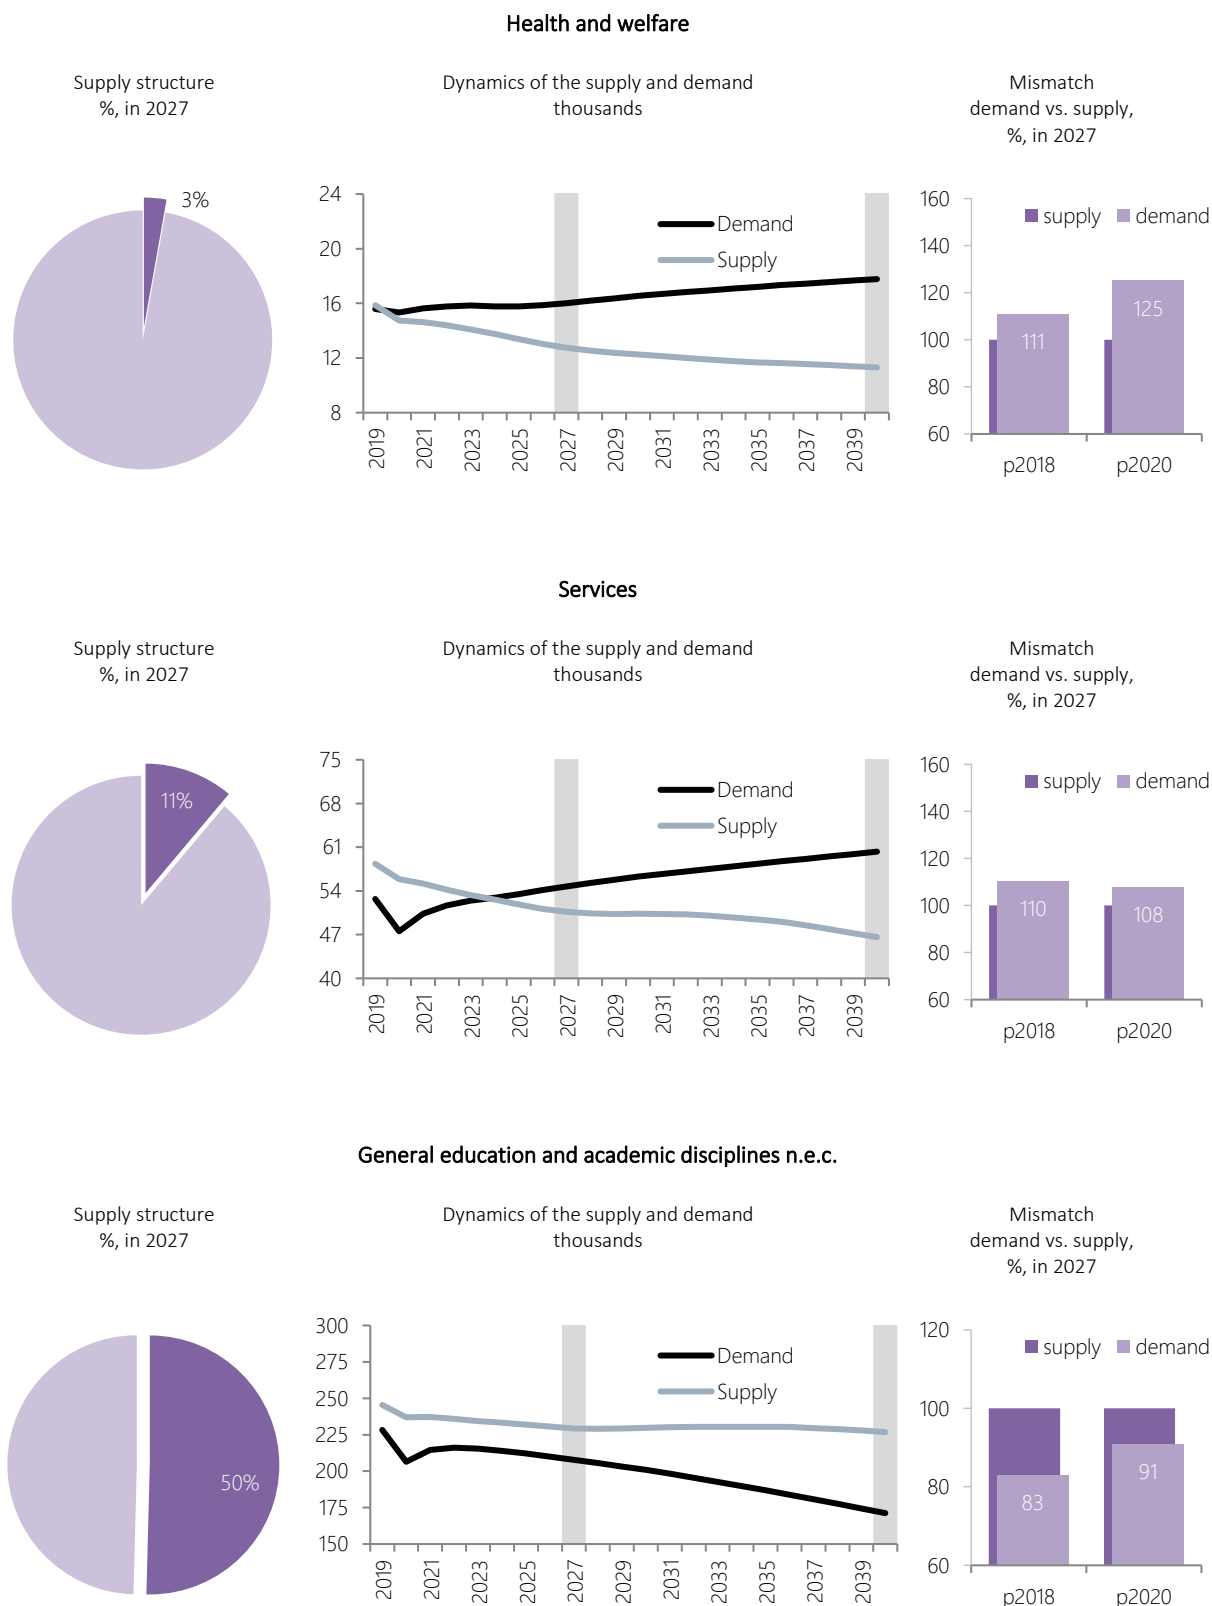 Health and welfare
Supply structure
%, in 2027
Dynamics of the supply and demand
thousands
Mismatch
demand vs. supply,
%, in 2027
3%
24
20
16
12
8
Demand
Supply
2019
2021
2023
2025
2027
2029
2031
2033
2035
2037
2039
160
140
120
100
80
60
supply
demand
111
125
p2018
p2020
Services
Supply structure
%, in 2027
Dynamics of the supply and demand
thousands
Mismatch
demand vs. supply,
%, in 2027
11%
75
68
61
54
47
40
Demand
Supply
2019
2021
2023
2025
2027
2029
2031
2033
2035
2037
2039
160
140
120
100
80
60
supply
demand
110
108
p2018
p2020
General education and academic disciplines n.e.c.
Supply structure
%, in 2027
Dynamics of the supply and demand
thousands
Mismatch
demand vs. supply,
%, in 2027
50%
300
275
250
225
200
175
150
Demand
Supply
2019
2021
2023
2025
2027
2029
2031
2033
2035
2037
2039
120
100
80
60
supply
demand
83
91
p2018
p2020